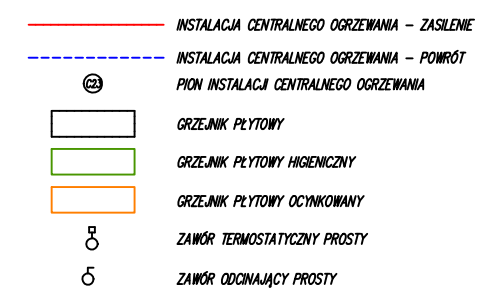 INSTALACJA CENTRALNEGO OGRZEWANIA – ZASILENIE
INSTALACJA CENTRALNEGO OGRZEWANIA – POWRÓT
C23 PION INSTALACJI CENTRALNEGO OGRZEWANIA
GRZEJNIK PŁYTOWY
GRZEJNIK PŁYTOWY HIGIENICZNY
GRZEJNIK PŁYTOWY OCYNKOWANY
ZAWÓR TERMOSTATYCZNY PROSTY
ZAWÓR ODCINAJĄCY PROSTY